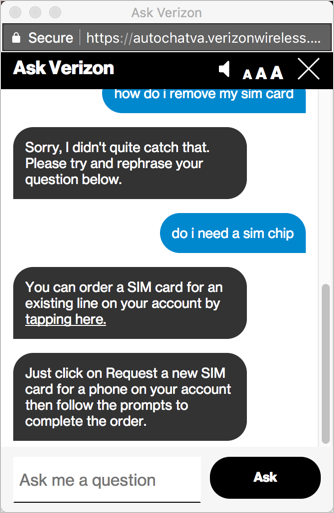 Ask Verizon
Secure | https://autochatva.verizonwireless....
Ask Verizon
A A A
how do i remove my sim card
Sorry, I didn't quite catch that.
Please try and rephrase your
question below.
do i need a sim chip
You can order a SIM card for an
existing line on your account by
tapping here.
Just click on Request a new SIM
card for a phone on your account
then follow the prompts to
complete the order.
Ask me a question
Ask